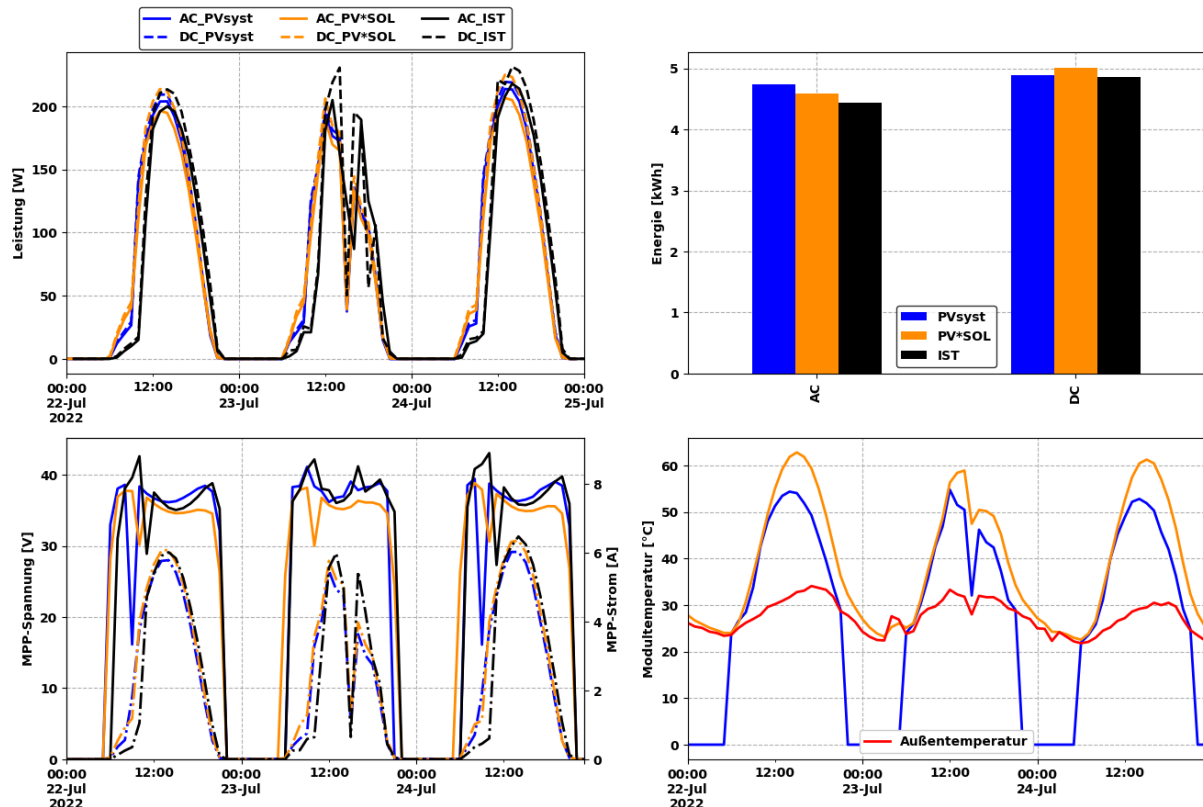 AC_PVsyst AC_PV*SOL AC_IST
DC_PVsyst DC_PV*SOL DC_IST
Leistung [W]
200
150
100
50
0
00:00 12:00 00:00 12:00 00:00 12:00 00:00
22-Jul 23-Jul 24-Jul 25-Jul
2022
Energie [kWh]
5
4
3
2
1
0
PVsyst
PV*SOL
IST
AC DC
MPP-Spannung [V]
40
30
20
10
0
MPP-Strom [A]
8
6
4
2
0
00:00 12:00 00:00 12:00 00:00 12:00
22-Jul 23-Jul 24-Jul
2022
Modultemperatur [°C]
60
50
40
30
20
10
0
Außentemperatur
00:00 12:00 00:00 12:00 00:00 12:00
22-Jul 23-Jul 24-Jul
2022